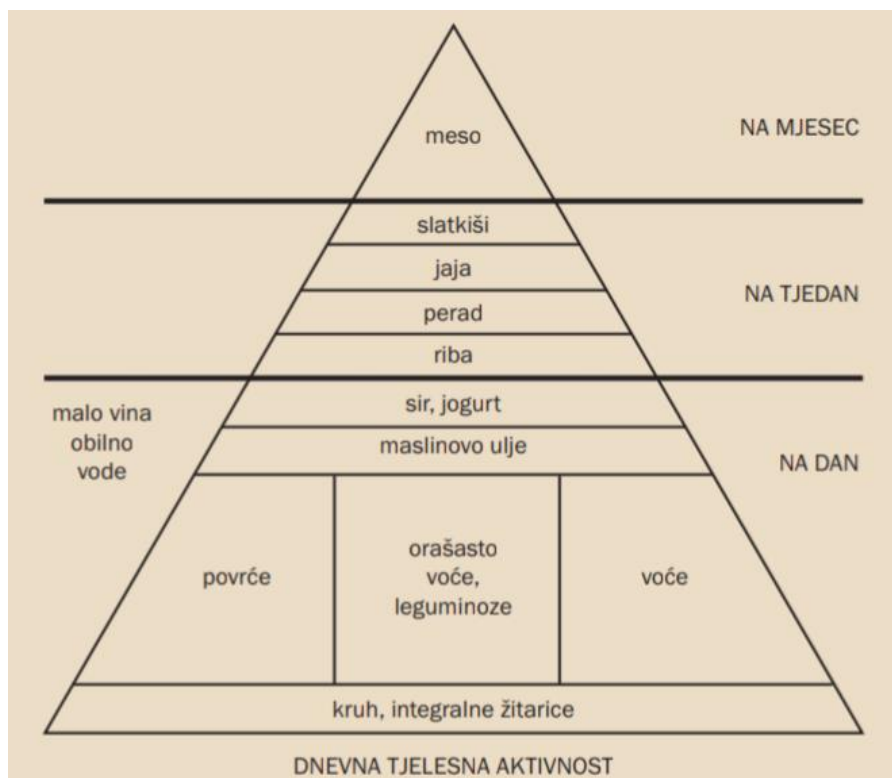 meso
NA MJESEC
slatkiši
jaja
perad
riba
NA TJEDAN
malo vina
obilno
vode
sir, jogurt
maslinovo ulje
NA DAN
povrće
orašasto
voće,
leguminoze
voće
kruh, integralne žitarice
DNEVNA TJELESNA AKTIVNOST